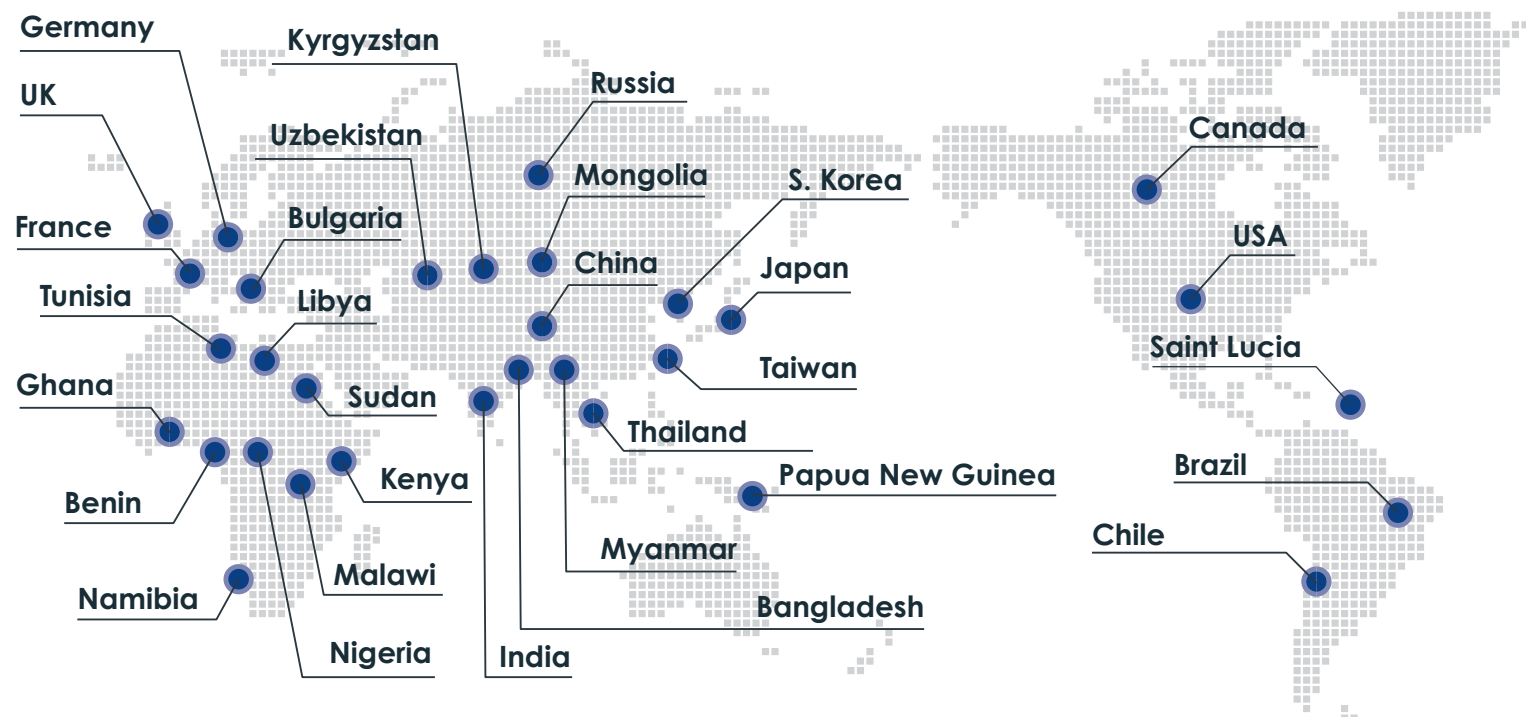 Germany
Kyrgyzstan
Russia
UK
Uzbekistan
Canada
Mongolia
S. Korea
France
Bulgaria
USA
China
Japan
Tunisia
Libya
Saint Lucia
Ghana
Sudan
Taiwan
Thailand
Kenya
Papua New Guinea
Brazil
Benin
Chile
Myanmar
Malawi
Namibia
Bangladesh
Nigeria
India